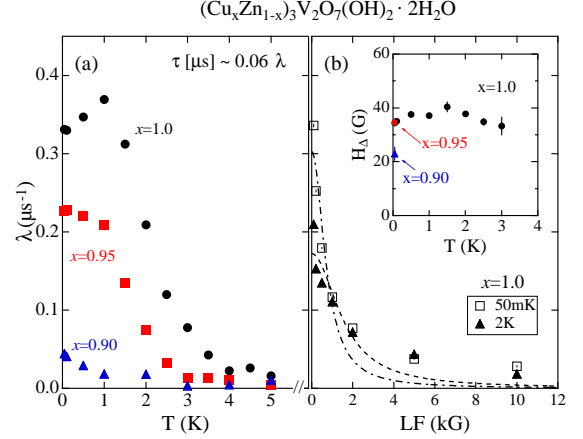 (CuxZn1-x)3V2O7(OH)2 · 2H2O
(a)
τ [μs] ~ 0.06 λ
x=1.0
x=0.95
x=0.90
λ (μs-1)
0.4
0.3
0.2
0.1
0.0
0 1 2 3 4 5
T (K)
//
(b)
x=1.0
x=0.95
x=0.90
HΔ (G)
60
40
20
0
0 1 2 3 4
T (K)
x=1.0
50mK
2K
0 2 4 6 8 10 12
LF (kG)